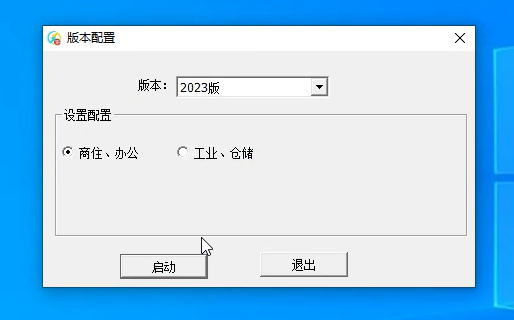 版本配置
版本：
2023版
设置配置
商住、办公
工业、仓储
启动
退出